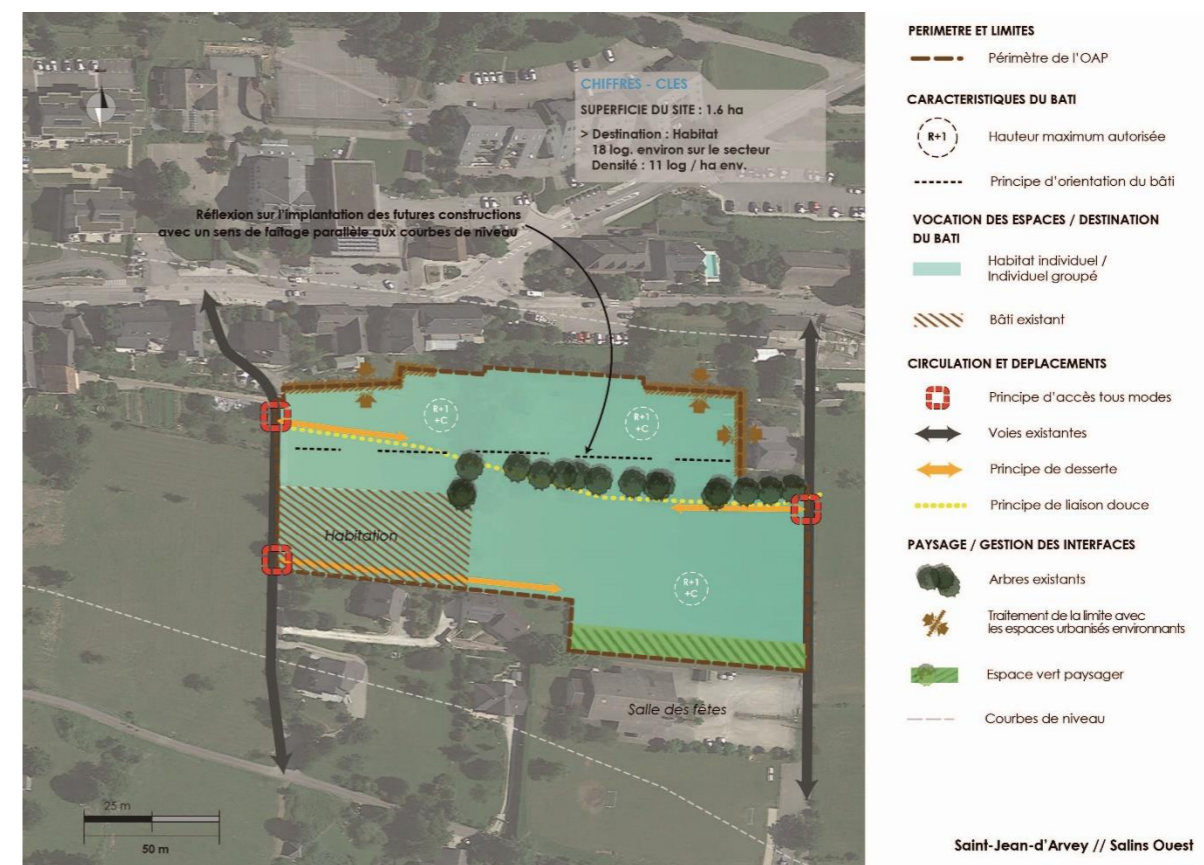 CHIFFRES - CLES
SUPERFICIE DU SITE : 1.6 ha
> Destination : Habitat
18 log. environ sur le secteur
Densité : 11 log / ha env.
Réflexion sur l'implantation des futures constructions
avec un sens de faîtage parallèle aux courbes de niveau
R+1
+C
R+1
+C
Habitation
R+1
+C
Salle des fêtes
25 m
50 m
PERIMETRE ET LIMITES
Périmètre de l'OAP
CARACTERISTIQUES DU BATI
R+1
Hauteur maximum autorisée
Principe d'orientation du bâti
VOCATION DES ESPACES / DESTINATION
DU BATI
Habitat individuel /
Individuel groupé
Bâti existant
CIRCULATION ET DEPLACEMENTS
Principe d'accès tous modes
Voies existantes
Principe de desserte
Principe de liaison douce
PAYSAGE / GESTION DES INTERFACES
Arbres existants
Traitement de la limite avec
les espaces urbanisés environnants
Espace vert paysager
Courbes de niveau
Saint-Jean-d'Arvey // Salins Ouest